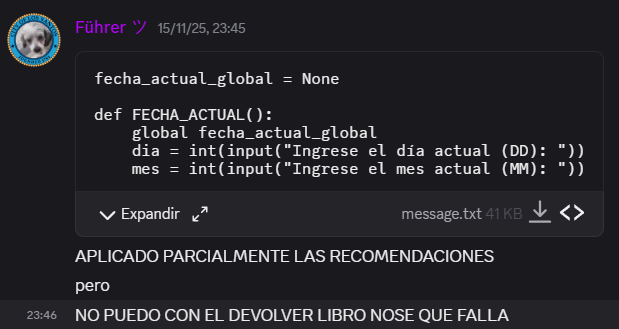 Führer ツ 15/11/25, 23:45
fecha_actual_global = None
def FECHA_ACTUAL():
global fecha_actual_global
dia = int(input("Ingrese el día actual (DD): "))
mes = int(input("Ingrese el mes actual (MM): "))
Expandir message.txt 41 KB
APLICADO PARCIALMENTE LAS RECOMENDACIONES
pero
23:46 NO PUEDO CON EL DEVOLVER LIBRO NOSE QUE FALLA